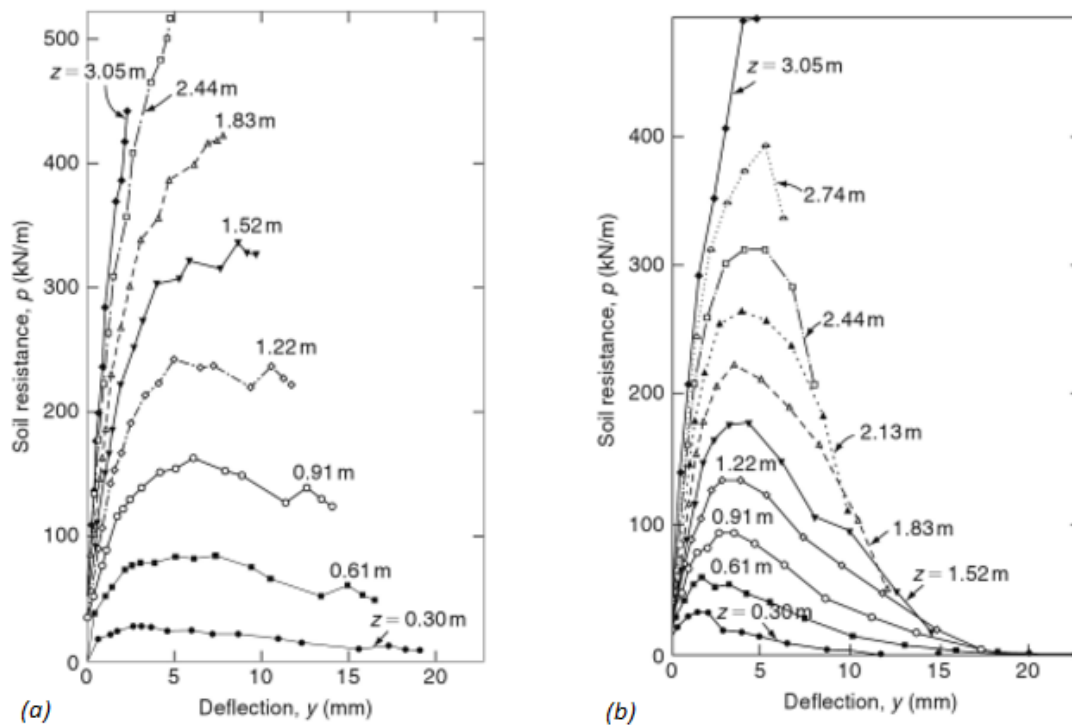 500
400
300
200
100
0
0
5
10
15
20
Soil resistance, p (kN/m)
Deflection, y (mm)
z = 3.05 m
2.44 m
1.83 m
1.52 m
1.22 m
0.91 m
0.61 m
z = 0.30 m
(a)
400
300
200
100
0
0
5
10
15
20
Soil resistance, p (kN/m)
Deflection, y (mm)
z = 3.05 m
2.74 m
2.44 m
2.13 m
1.83 m
z = 1.52 m
1.22 m
0.91 m
0.61 m
z = 0.30 m
(b)